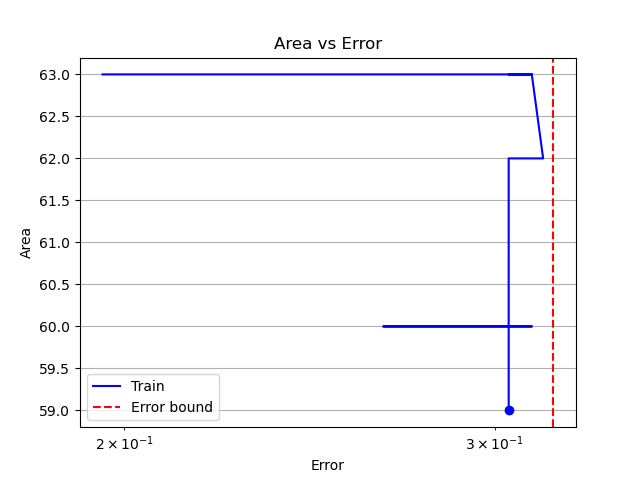 Area vs Error
63.0
62.5
62.0
61.5
61.0
60.5
60.0
59.5
59.0
Area
Train
Error bound
2 × 10⁻¹
3 × 10⁻¹
Error